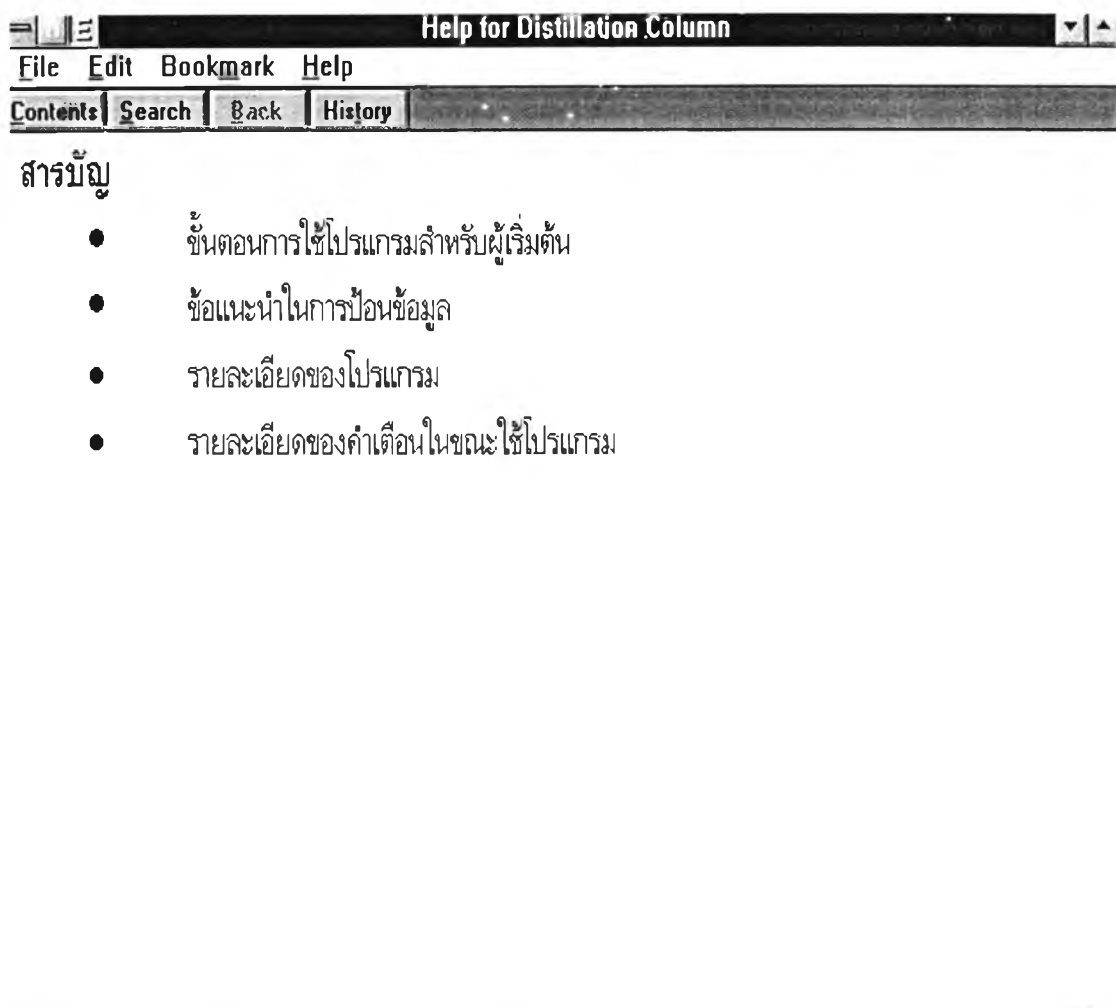 Help for Distillation Column
File Edit Bookmark Help
Contents Search Back History
สารบัญ
ขั้นตอนการใช้โปรแกรมสำหรับผู้เริ่มต้น
ข้อแนะนำในการป้อนข้อมูล
รายละเอียดของโปรแกรม
รายละเอียดของคำเตือนในขณะใช้โปรแกรม